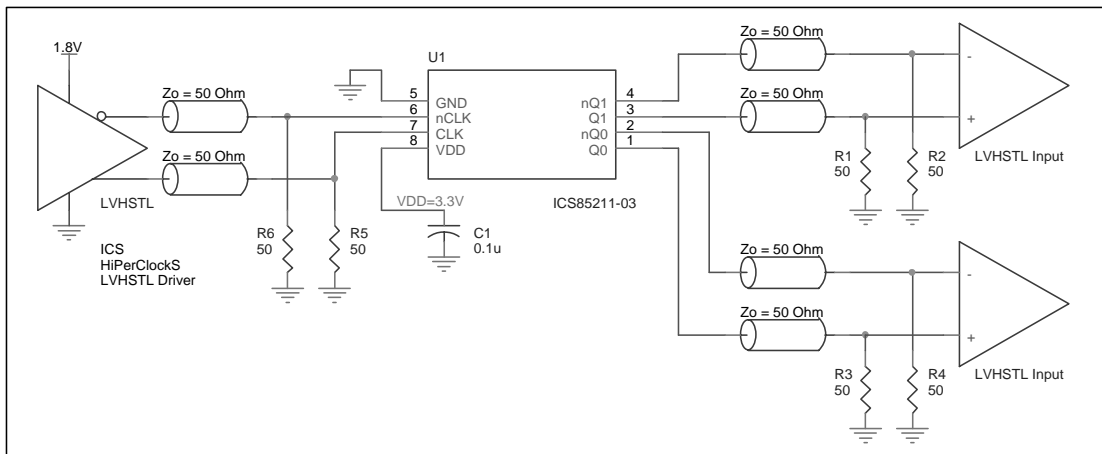 1.8V
Zo = 50 Ohm
Zo = 50 Ohm
LVHSTL
ICS
HiPerClockS
LVHSTL Driver
R6
50
R5
50
U1
5
GND
6
nCLK
7
CLK
8
VDD
nQ1
4
Q1
3
nQ0
2
Q0
1
ICS85211-03
VDD=3.3V
C1
0.1u
Zo = 50 Ohm
Zo = 50 Ohm
-
+
LVHSTL Input
R1
50
R2
50
Zo = 50 Ohm
Zo = 50 Ohm
-
+
LVHSTL Input
R3
50
R4
50